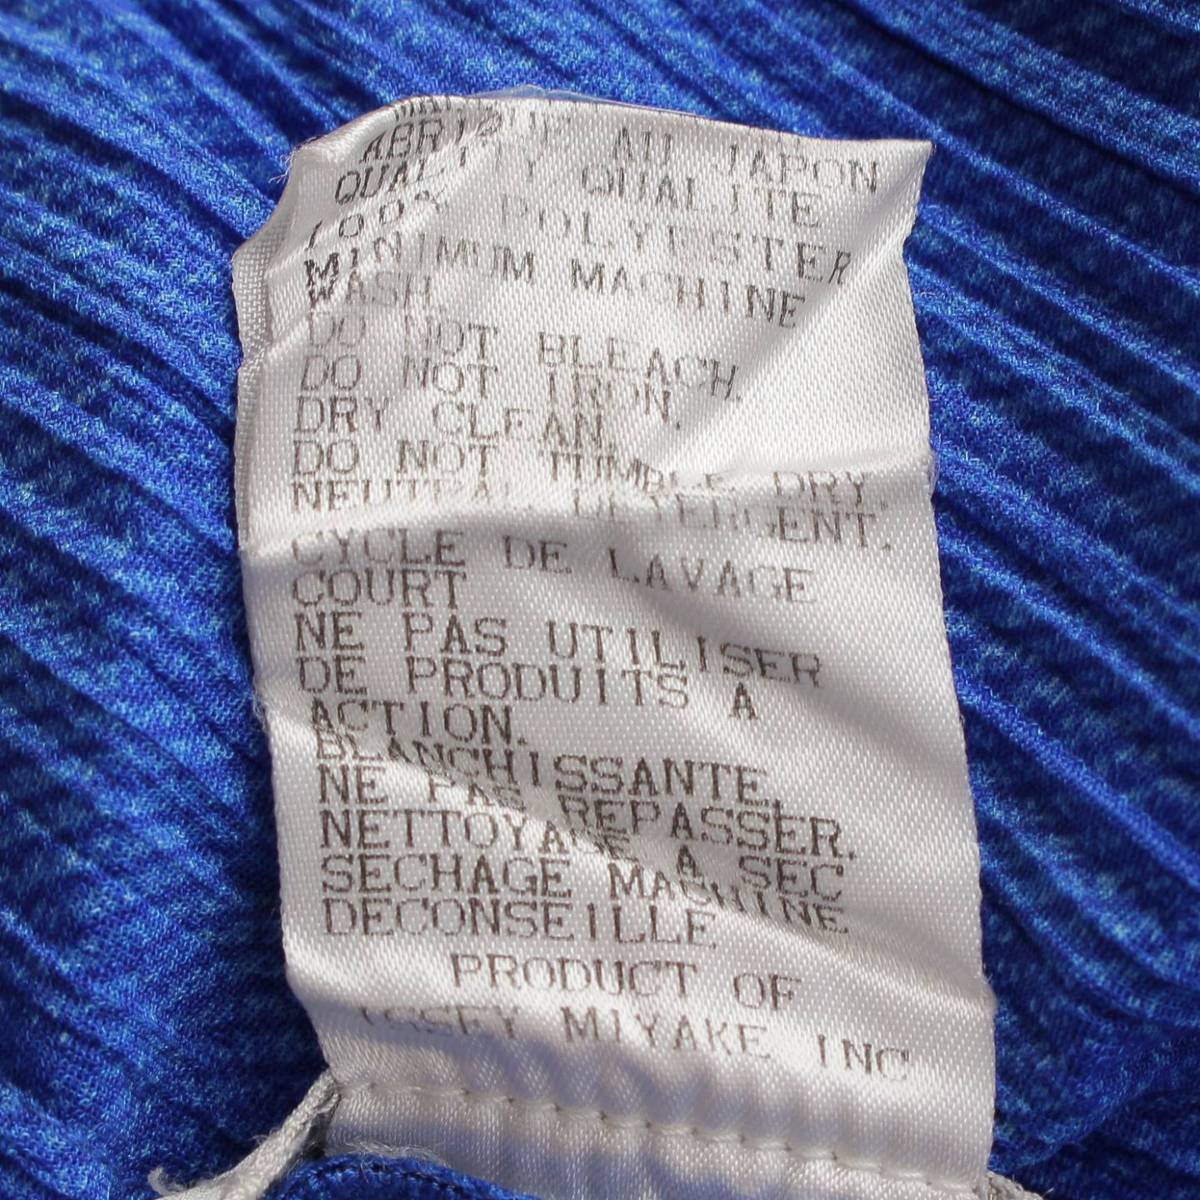 AU JAPON
QUALITY QUALITE
100% POLYESTER
MINIMUM MACHINE
WASH
DO NOT BLEACH.
DO NOT IRON.
DRY CLEAN.
DO NOT TUMBLE DRY.
NEUTRAL DETERGENT.
CYCLE DE LAVAGE
COURT
NE PAS UTILISER
DE PRODUITS A
ACTION.
BLANCHISSANTE.
NE PAS REPASSER.
NETTOYAGE A SEC
SECHAGE MACHINE
DECONSEILLE
PRODUCT OF
ISSEY MIYAKE INC